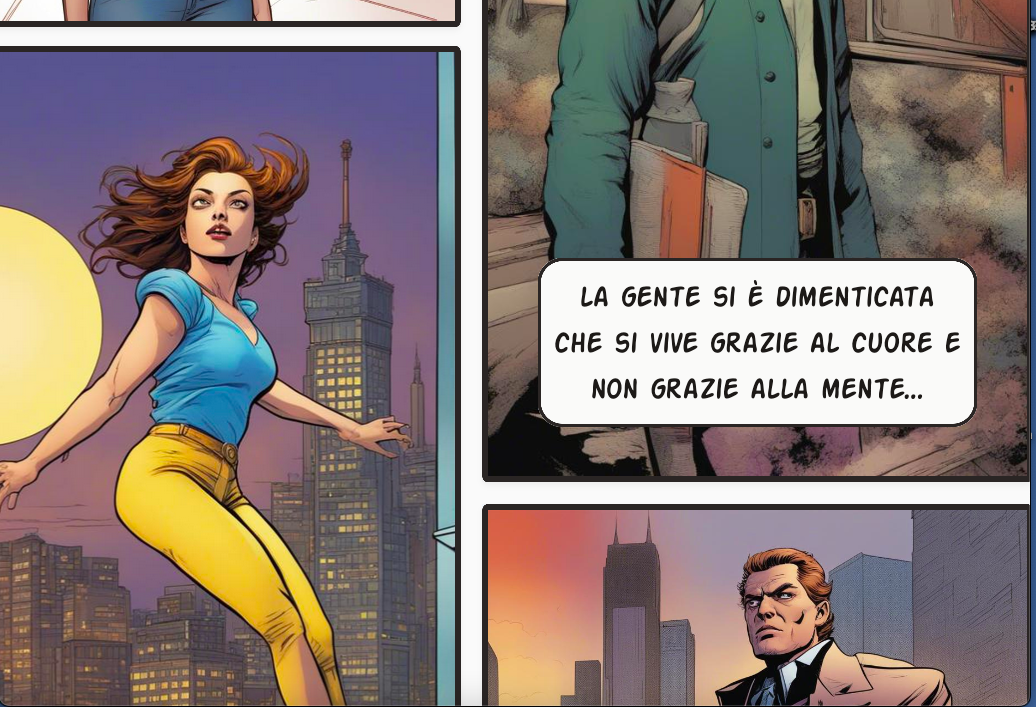 LA GENTE SI È DIMENTICATA
CHE SI VIVE GRAZIE AL CUORE E
NON GRAZIE ALLA MENTE...